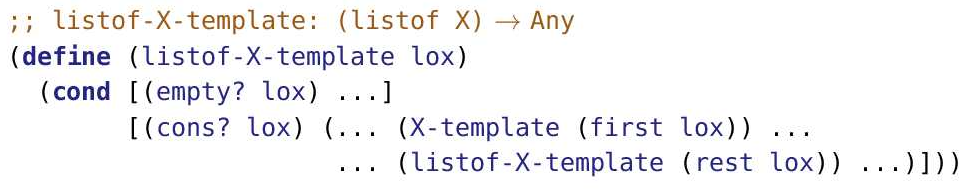 ;; listof-X-template: (listof X) → Any
(define (listof-X-template lox)
  (cond [(empty? lox) ...]
        [(cons? lox) (... (X-template (first lox)) ...
                      ... (listof-X-template (rest lox)) ...)]))